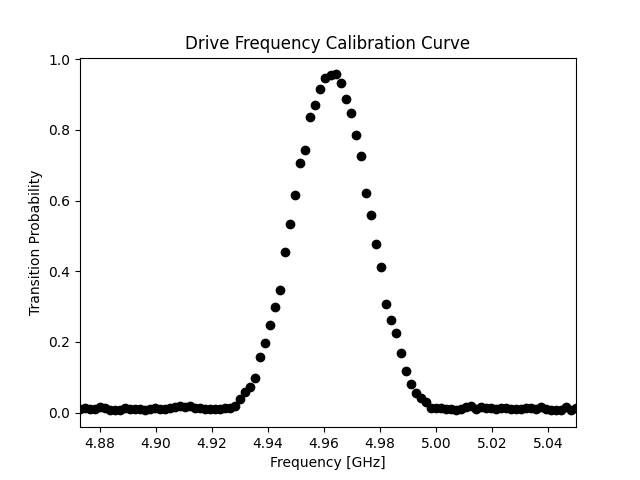 Drive Frequency Calibration Curve
Transition Probability
1.0
0.8
0.6
0.4
0.2
0.0
4.88 4.90 4.92 4.94 4.96 4.98 5.00 5.02 5.04
Frequency [GHz]